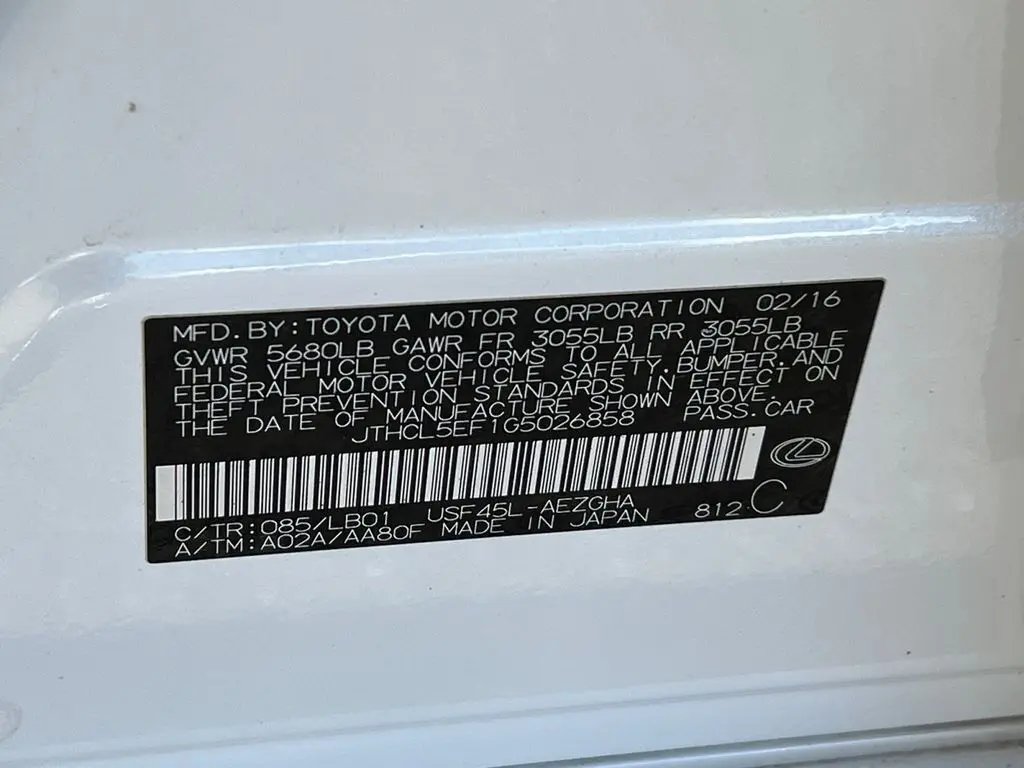 MFD. BY: TOYOTA MOTOR CORPORATION 02/16
GVWR 5680LB GAWR FR 3055LB RR 3055LB
THIS VEHICLE CONFORMS TO ALL APPLICABLE
FEDERAL MOTOR VEHICLE SAFETY, BUMPER, AND
THEFT PREVENTION STANDARDS IN EFFECT ON
THE DATE OF MANUFACTURE SHOWN ABOVE.
JTHCL5EF1G5026858 PASS. CAR
C/TR: 085/LB01 USF45L-AEZGHA
A/TM: A02A/AA80F MADE IN JAPAN 812 C